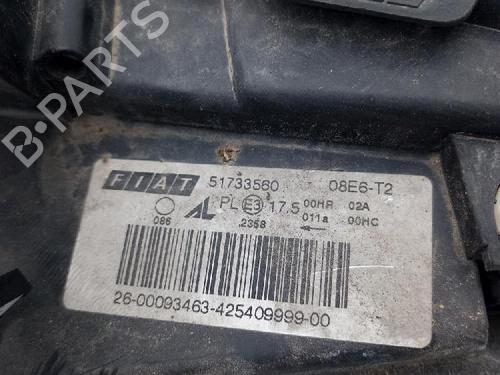 B-PARTS
FIAT 51733560 08E6-T2
086 AL PL E3 17.5 00HR 02A
2358 011a 00HC
26-00093463-425409999-00